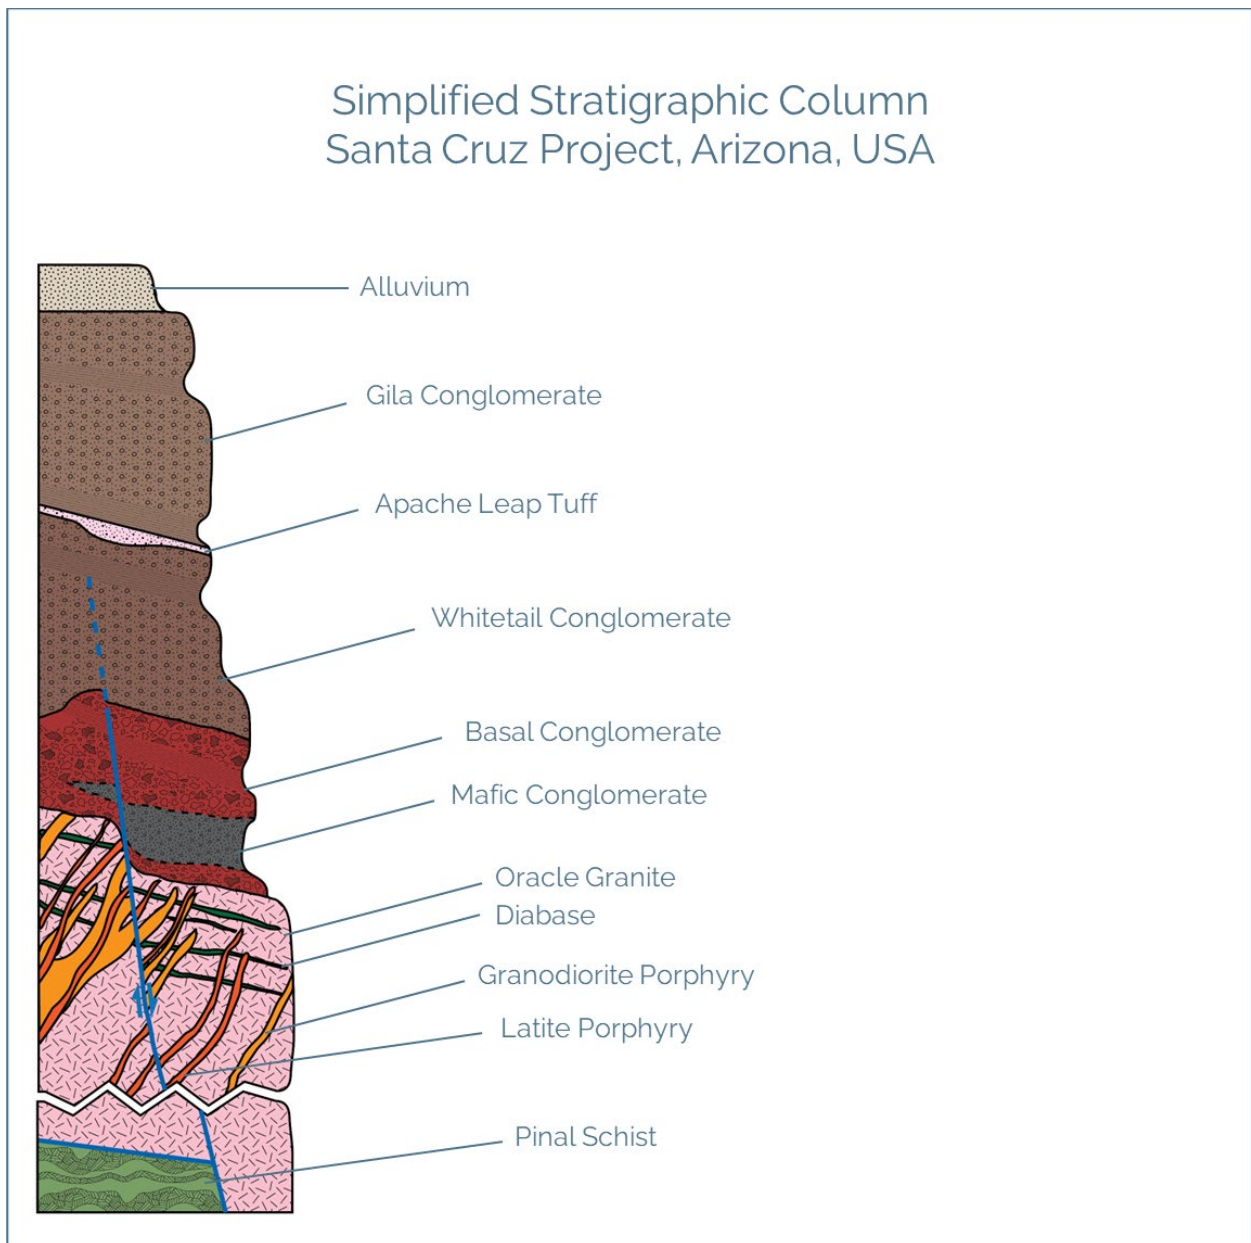 Simplified Stratigraphic Column
Santa Cruz Project, Arizona, USA
Alluvium
Gila Conglomerate
Apache Leap Tuff
Whitetail Conglomerate
Basal Conglomerate
Mafic Conglomerate
Oracle Granite
Diabase
Granodiorite Porphyry
Latite Porphyry
Pinal Schist